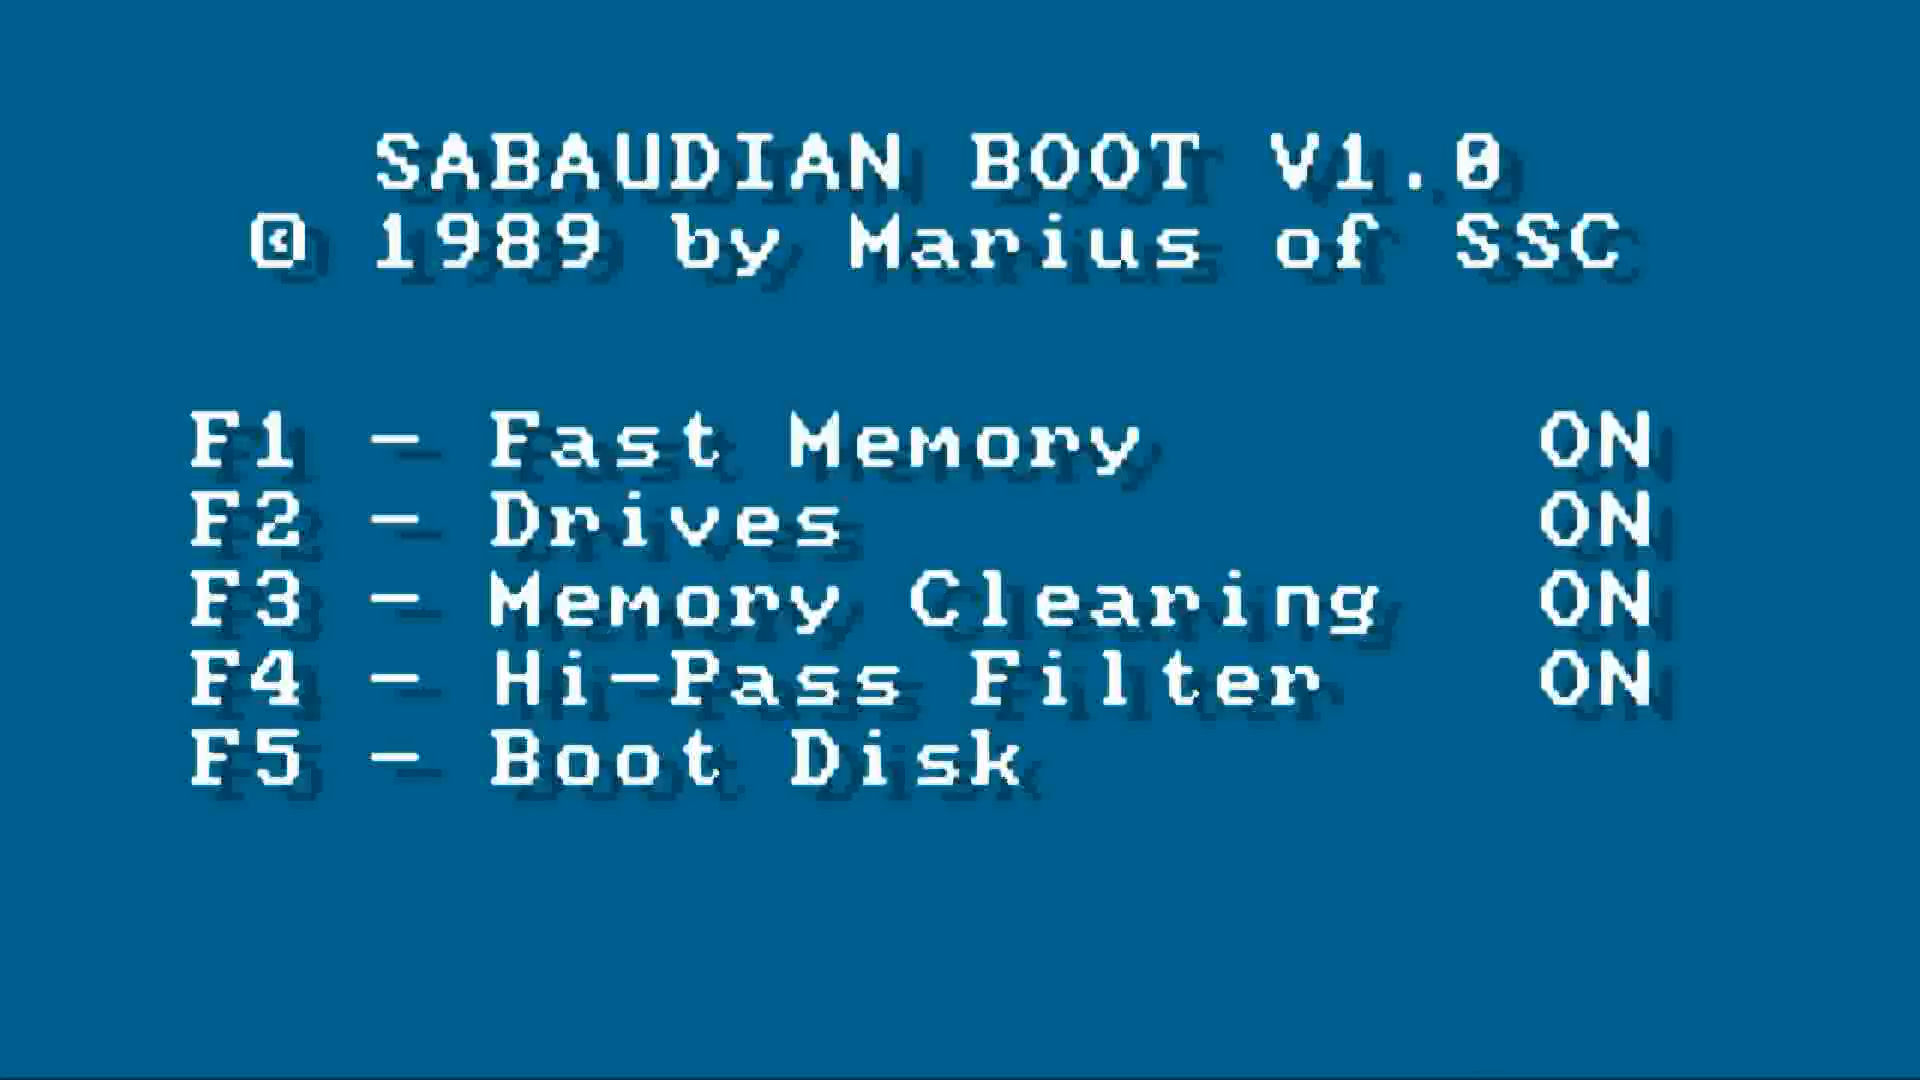 SABAUDIAN BOOT V1.0
© 1989 by Marius of SSC
F1 - Fast Memory ON
F2 - Drives ON
F3 - Memory Clearing ON
F4 - Hi-Pass Filter ON
F5 - Boot Disk